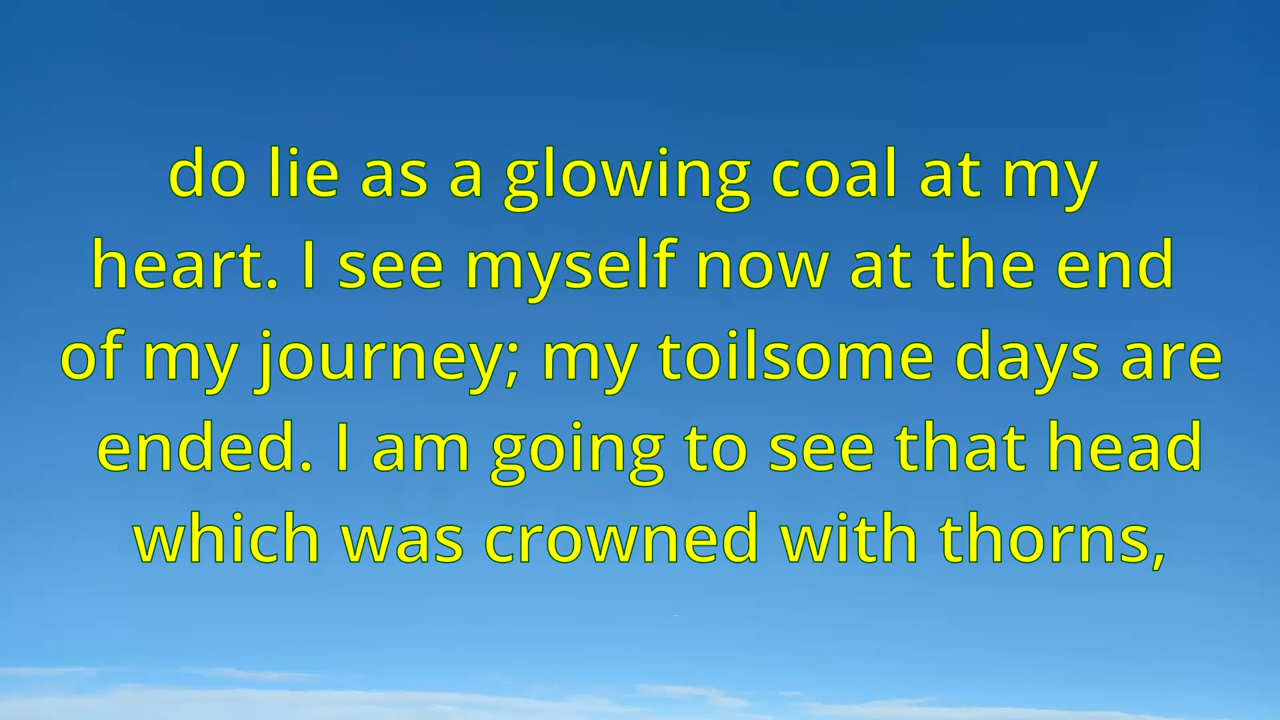 do lie as a glowing coal at my
heart. I see myself now at the end
of my journey; my toilsome days are
ended. I am going to see that head
which was crowned with thorns,